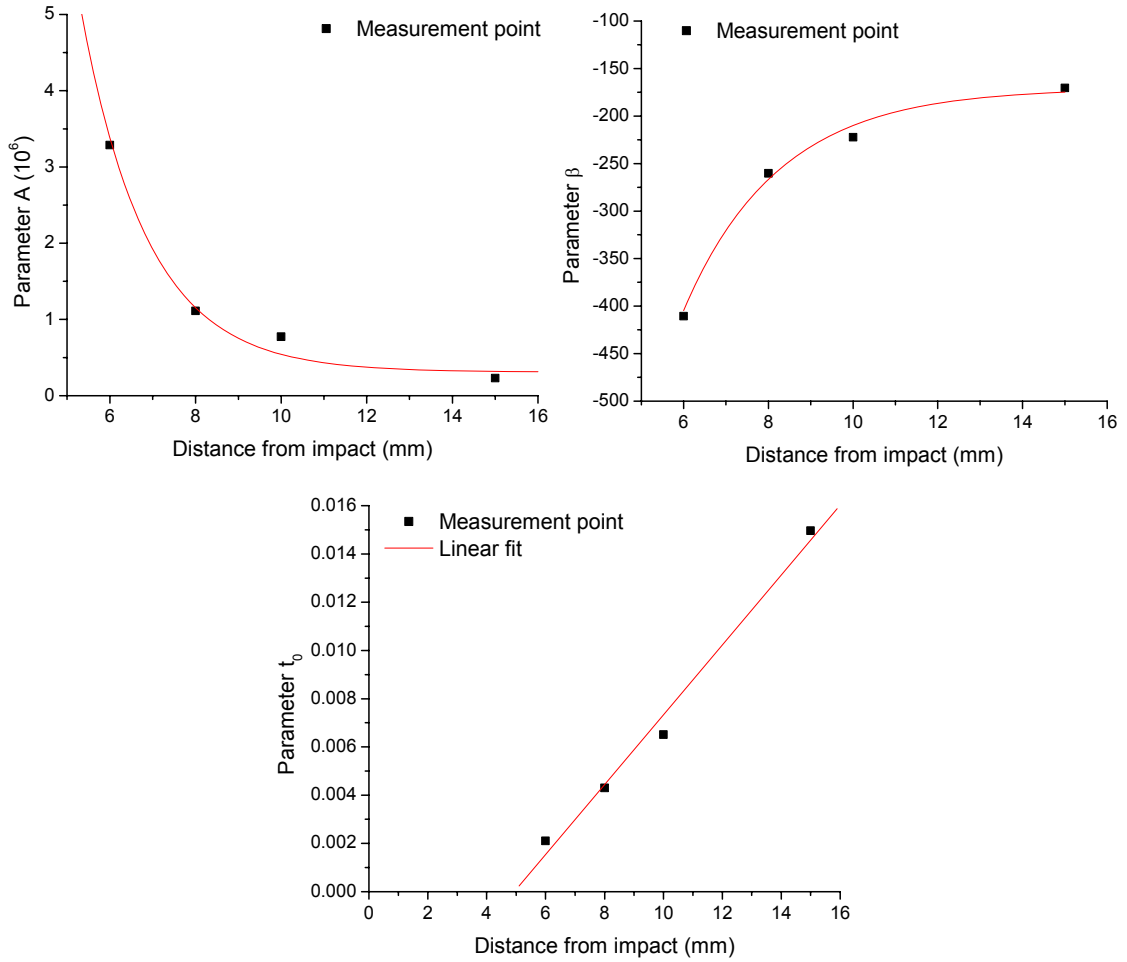 Measurement point
Parameter A (10⁶)
5
4
3
2
1
0
6 8 10 12 14 16
Distance from impact (mm)
Measurement point
Parameter β
-100
-150
-200
-250
-300
-350
-400
-450
-500
6 8 10 12 14 16
Distance from impact (mm)
Measurement point
Linear fit
Parameter t₀
0.016
0.014
0.012
0.010
0.008
0.006
0.004
0.002
0.000
0 2 4 6 8 10 12 14 16
Distance from impact (mm)